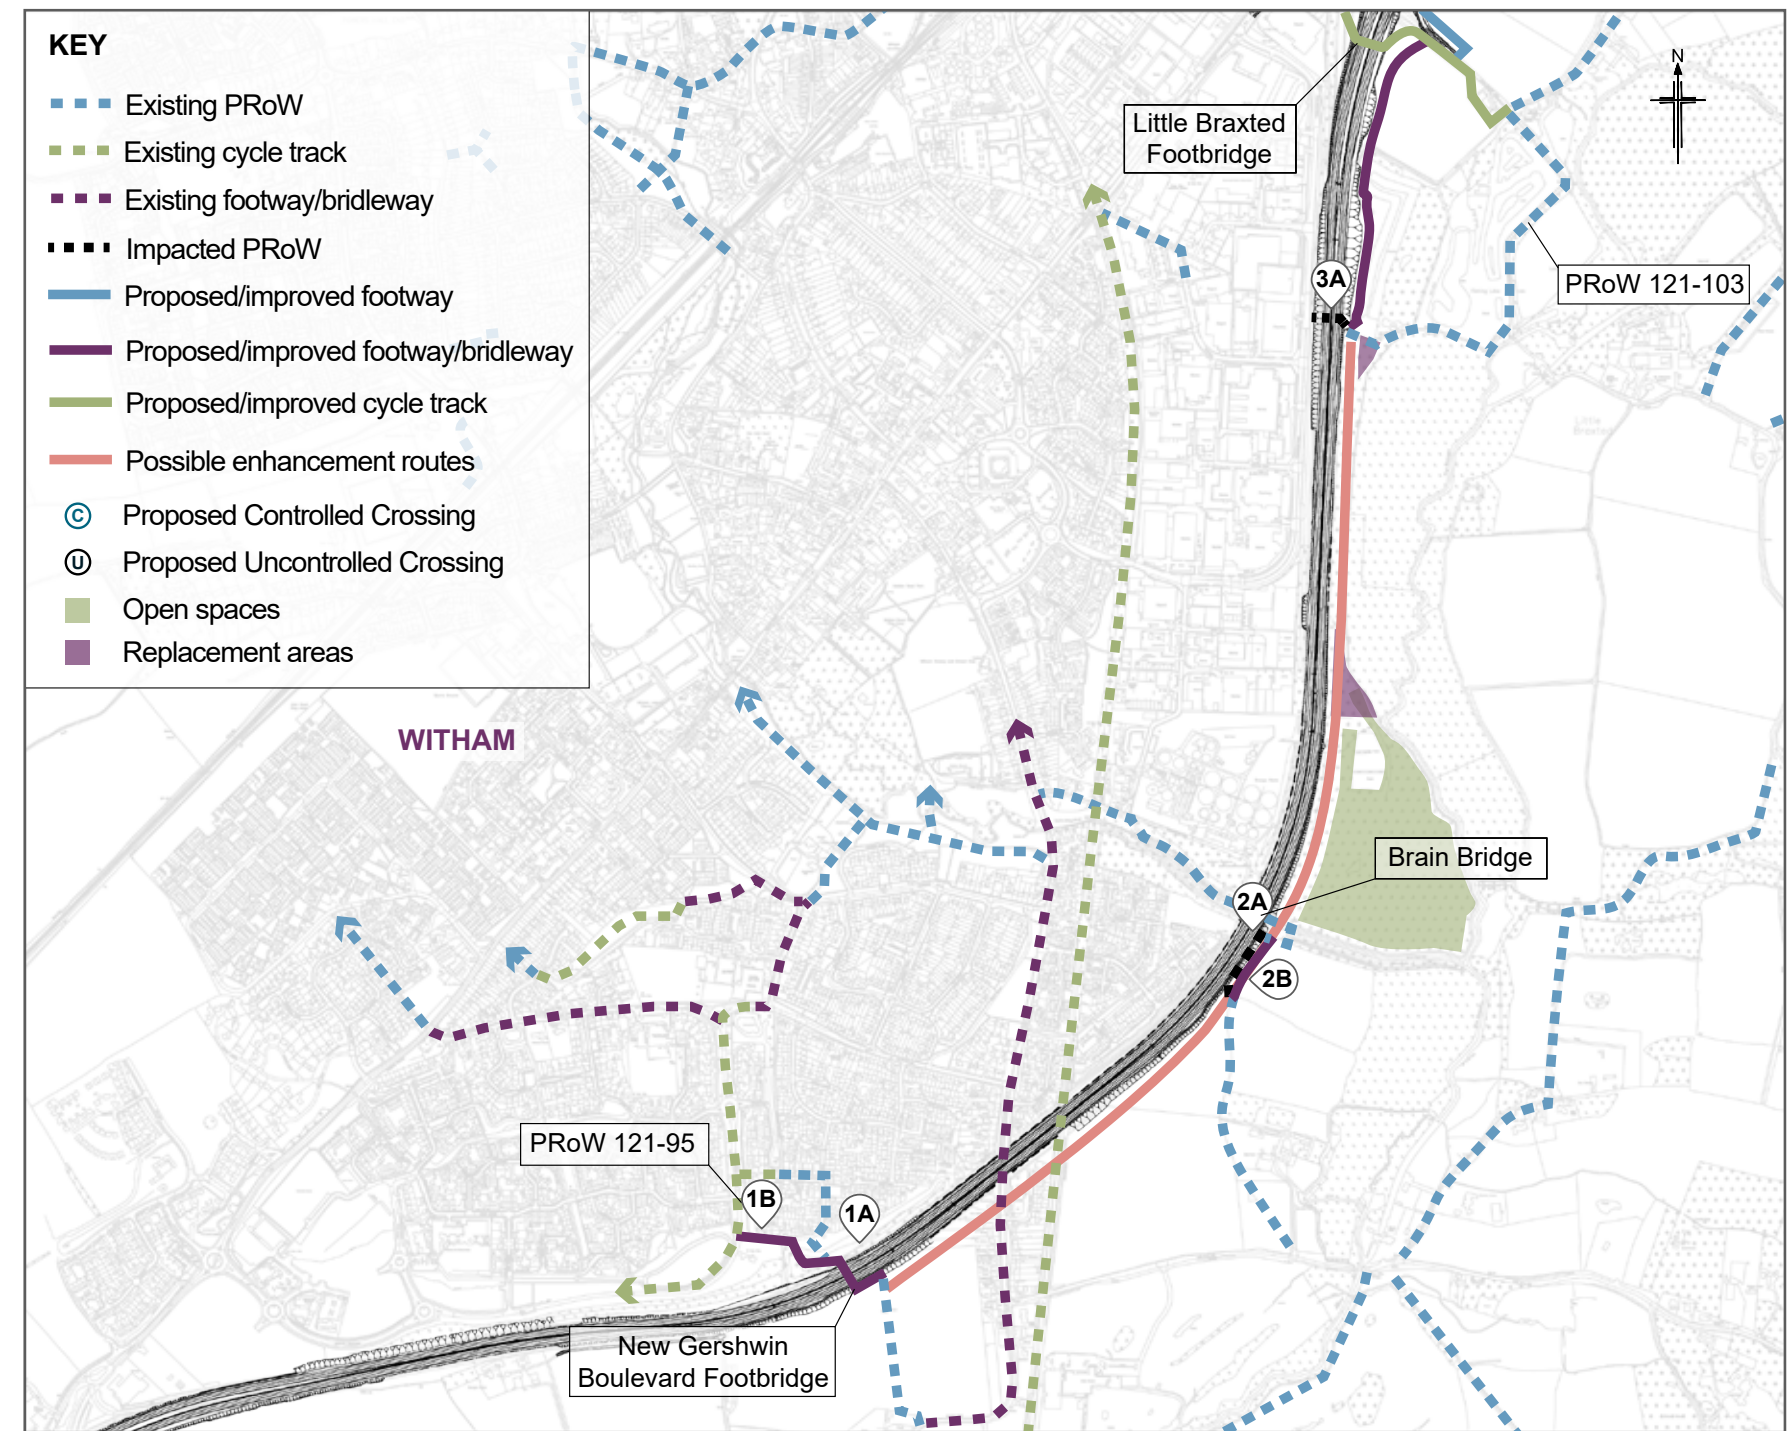 KEY
Existing PRoW
Existing cycle track
Existing footway/bridleway
Impacted PRoW
Proposed/improved footway
Proposed/improved footway/bridleway
Proposed/improved cycle track
Possible enhancement routes
C Proposed Controlled Crossing
U Proposed Uncontrolled Crossing
Open spaces
Replacement areas
N
Little Braxted
Footbridge
3A
PRoW 121-103
WITHAM
Brain Bridge
2A
2B
PRoW 121-95
1B
1A
New Gershwin
Boulevard Footbridge